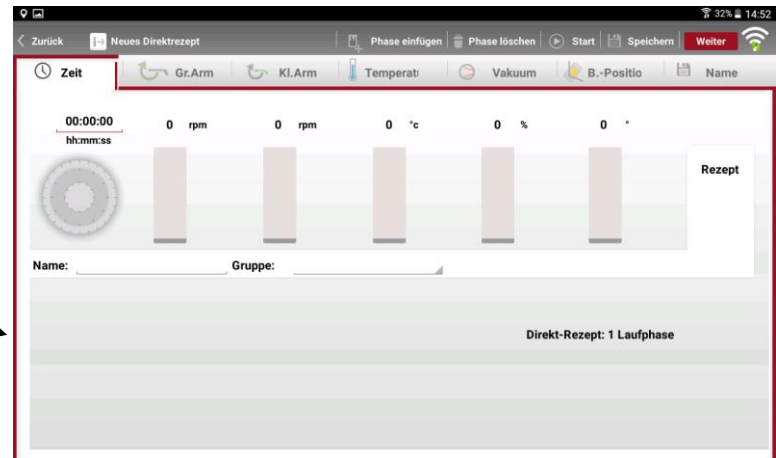 32% 14:52
Zurück Neues Direktrezept Phase einfügen Phase löschen Start Speichern Weiter
Zeit Gr.Arm Kl.Arm Temperati Vakuum B.-Positio Name
00:00:00 0 rpm 0 rpm 0 °c 0 % 0 °
hh:mm:ss
Rezept
Name: Gruppe:
Direkt-Rezept: 1 Laufphase